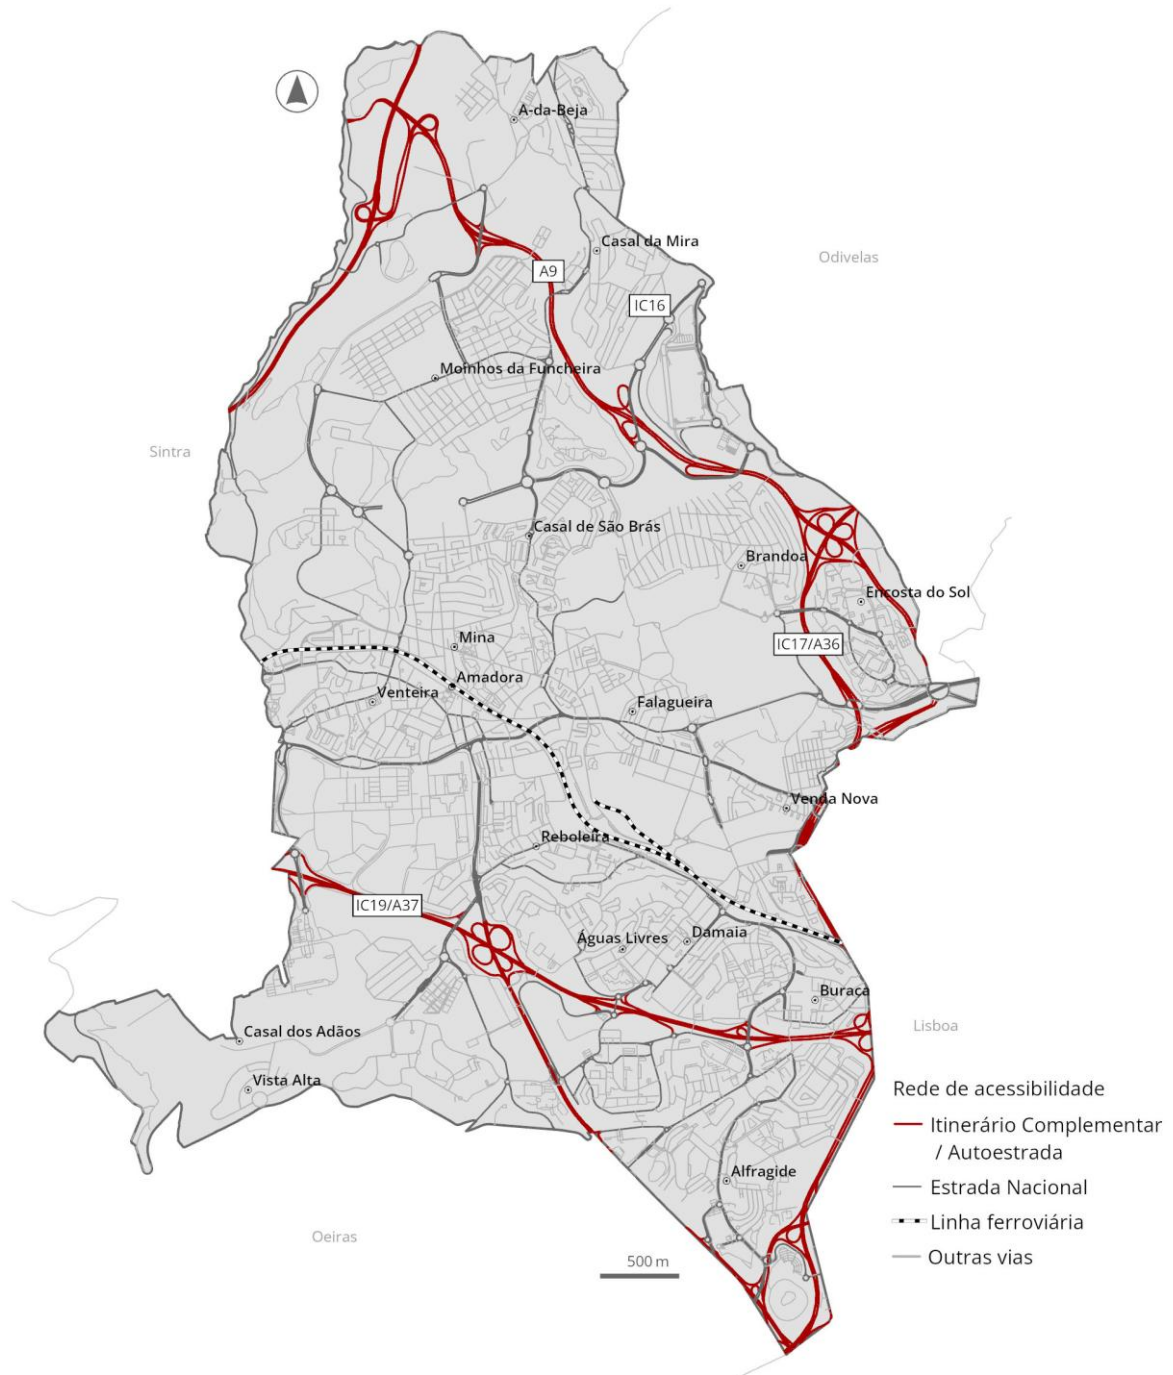 A-da-Beja
Casal da Mira
Odivelas
A9
IC16
Moinhos da Funcheira
Sintra
Casal de São Brás
Brandoa
Encosta do Sol
Mina
IC17/A36
Amadora
Venteira
Falagueira
Venda Nova
Reboleira
IC19/A37
Águas Livres
Damaia
Buraca
Casal dos Adãos
Lisboa
Vista Alta
Rede de acessibilidade
Itinerário Complementar
/ Autoestrada
Alfragide
Estrada Nacional
Linha ferroviária
Oeiras
Outras vias
500 m